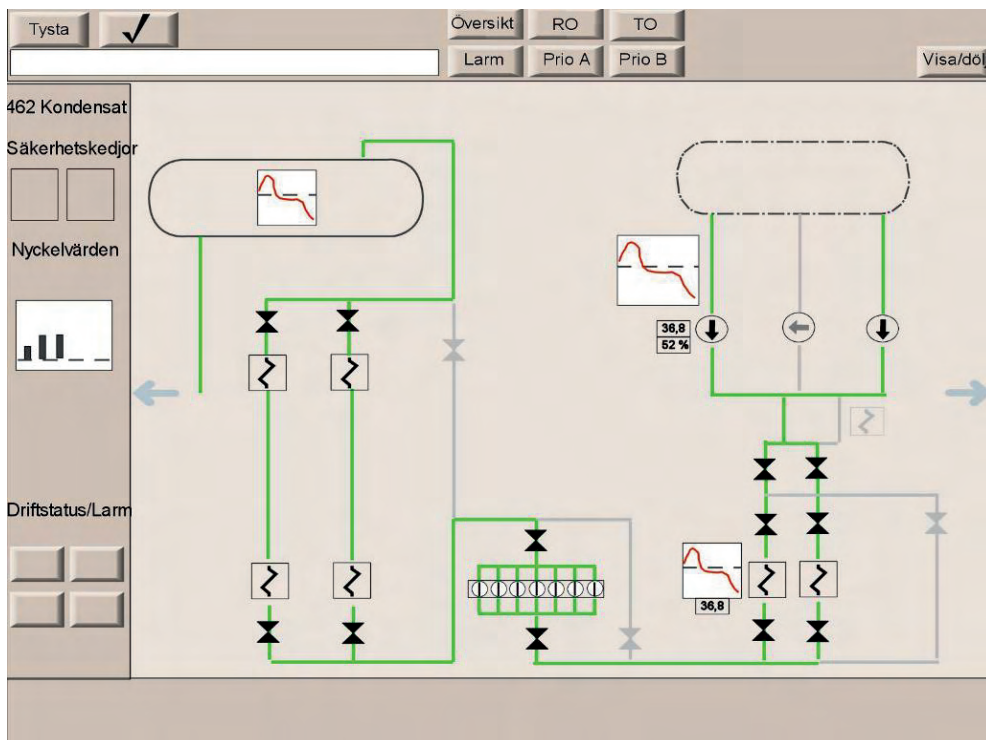 Tysta
Översikt RO TO
Larm Prio A Prio B
Visa/dölj
462 Kondensat
Säkerhetskedjor
Nyckelvärden
36,8
52 %
Driftstatus/Larm
36,8